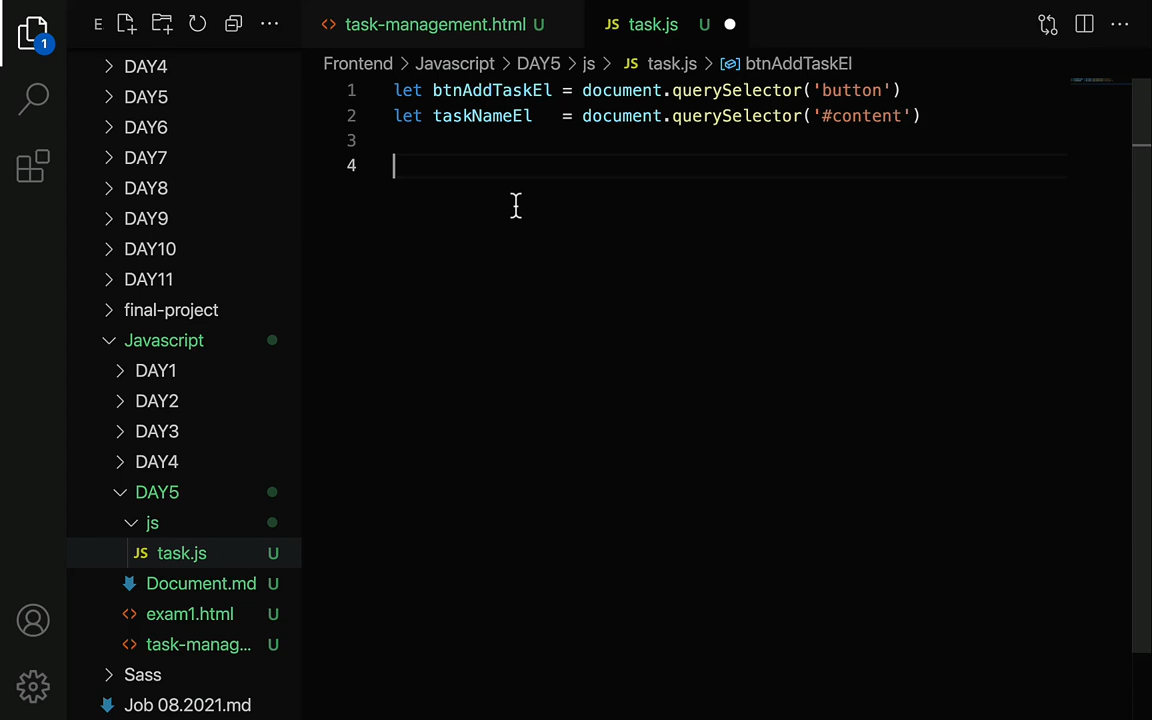 1
E
DAY4
DAY5
DAY6
DAY7
DAY8
DAY9
DAY10
DAY11
final-project
Javascript
DAY1
DAY2
DAY3
DAY4
DAY5
js
JS task.js U
Document.md U
exam1.html U
task-manag... U
Sass
Job 08.2021.md
<> task-management.html U
JS task.js U
Frontend > Javascript > DAY5 > js > JS task.js > btnAddTaskEl
1 let btnAddTaskEl = document.querySelector('button')
2 let taskNameEl   = document.querySelector('#content')
3
4